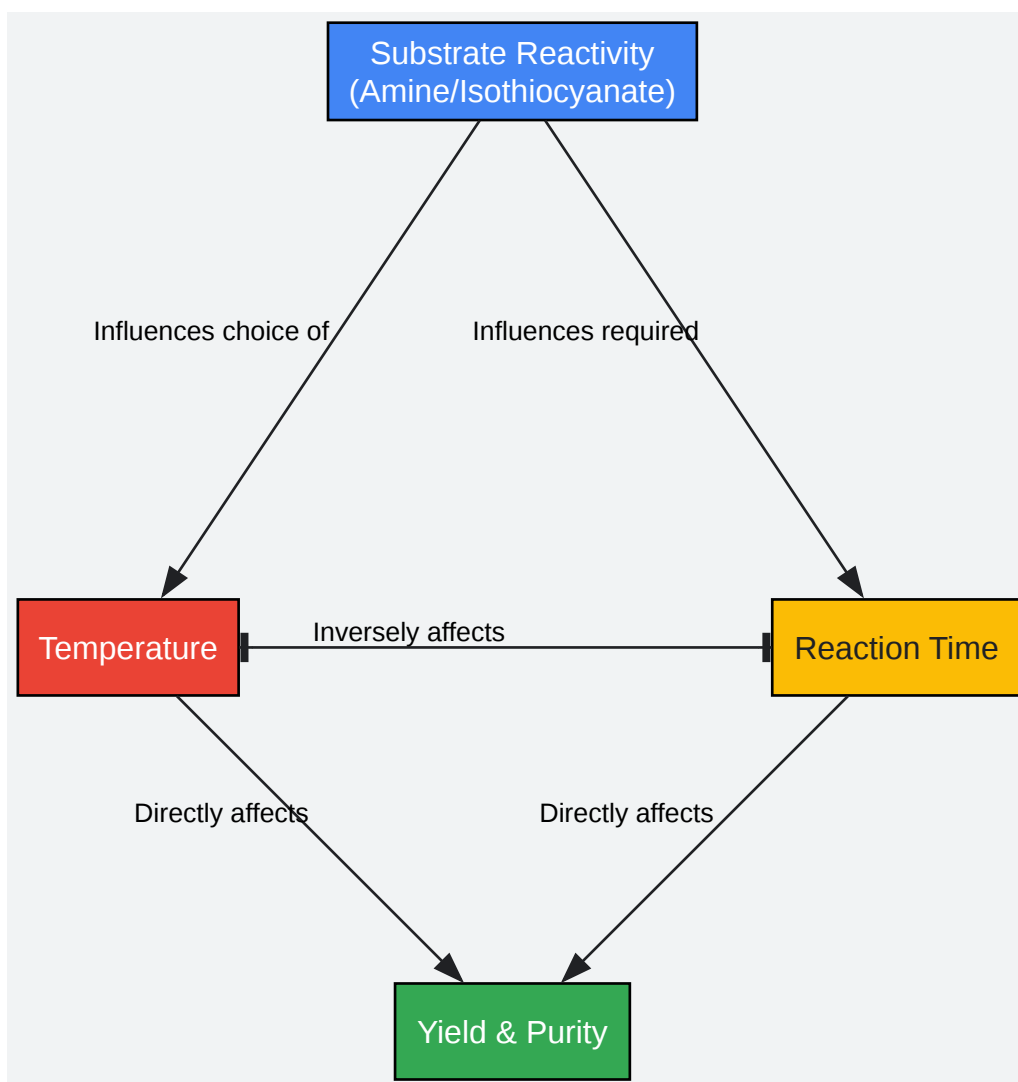 Substrate Reactivity
(Amine/Isothiocyanate)
Influences choice of
Influences required
Temperature
Inversely affects
Reaction Time
Directly affects
Directly affects
Yield & Purity